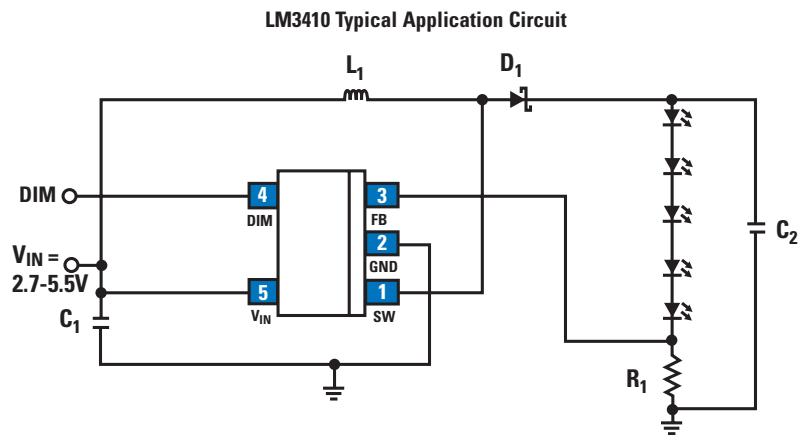 LM3410 Typical Application Circuit
L1
D1
DIM
4
DIM
3
FB
2
GND
VIN =
2.7-5.5V
5
VIN
1
SW
C1
C2
R1